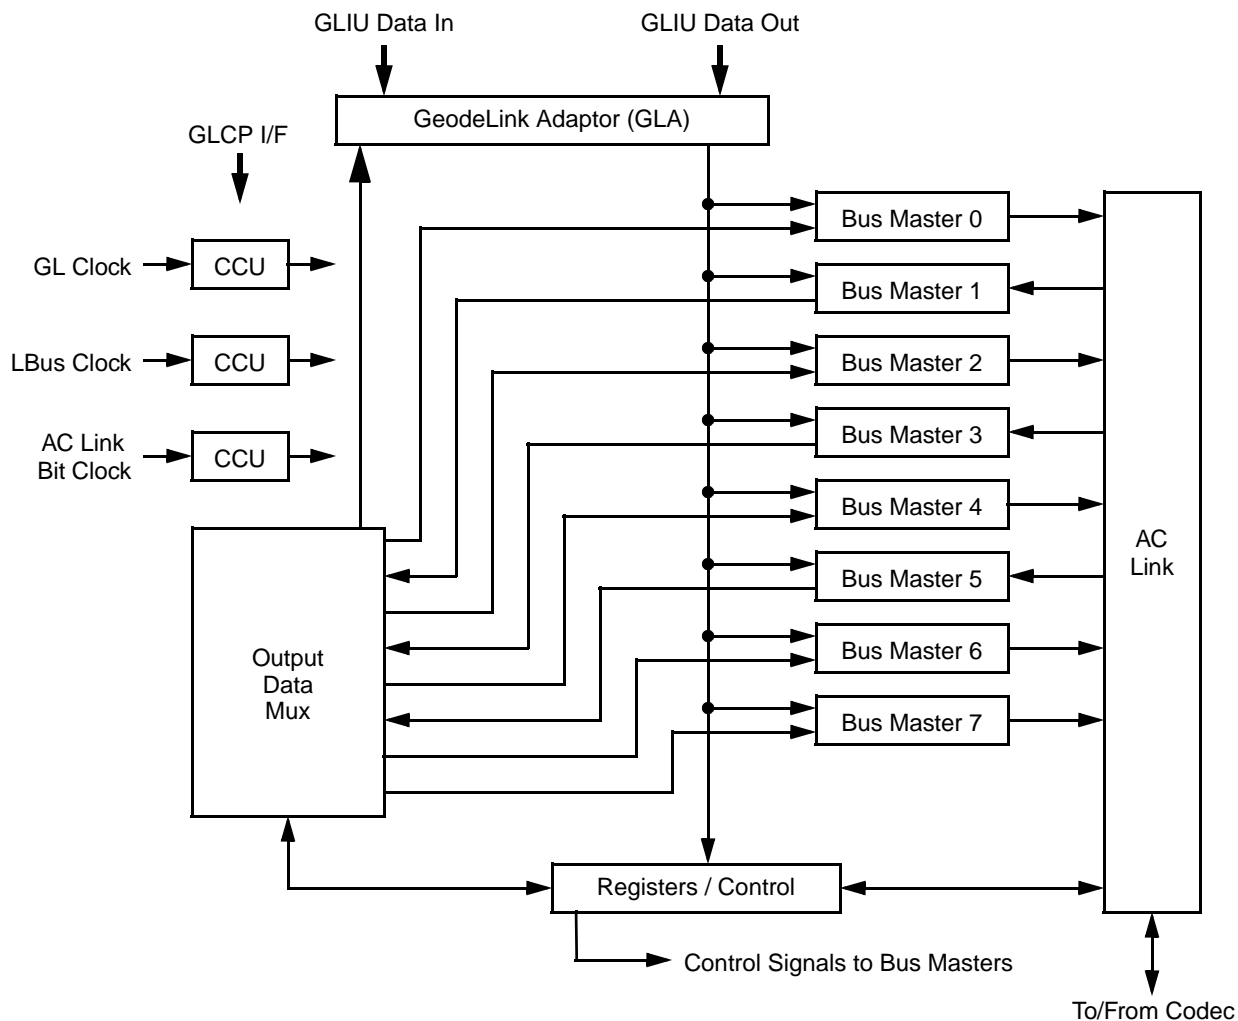 GLIU Data In
GLIU Data Out
GeodeLink Adaptor (GLA)
GLCP I/F
Bus Master 0
GL Clock
CCU
Bus Master 1
LBus Clock
CCU
Bus Master 2
AC Link
Bit Clock
CCU
Bus Master 3
Bus Master 4
AC
Link
Bus Master 5
Output
Data
Mux
Bus Master 6
Bus Master 7
Registers / Control
Control Signals to Bus Masters
To/From Codec